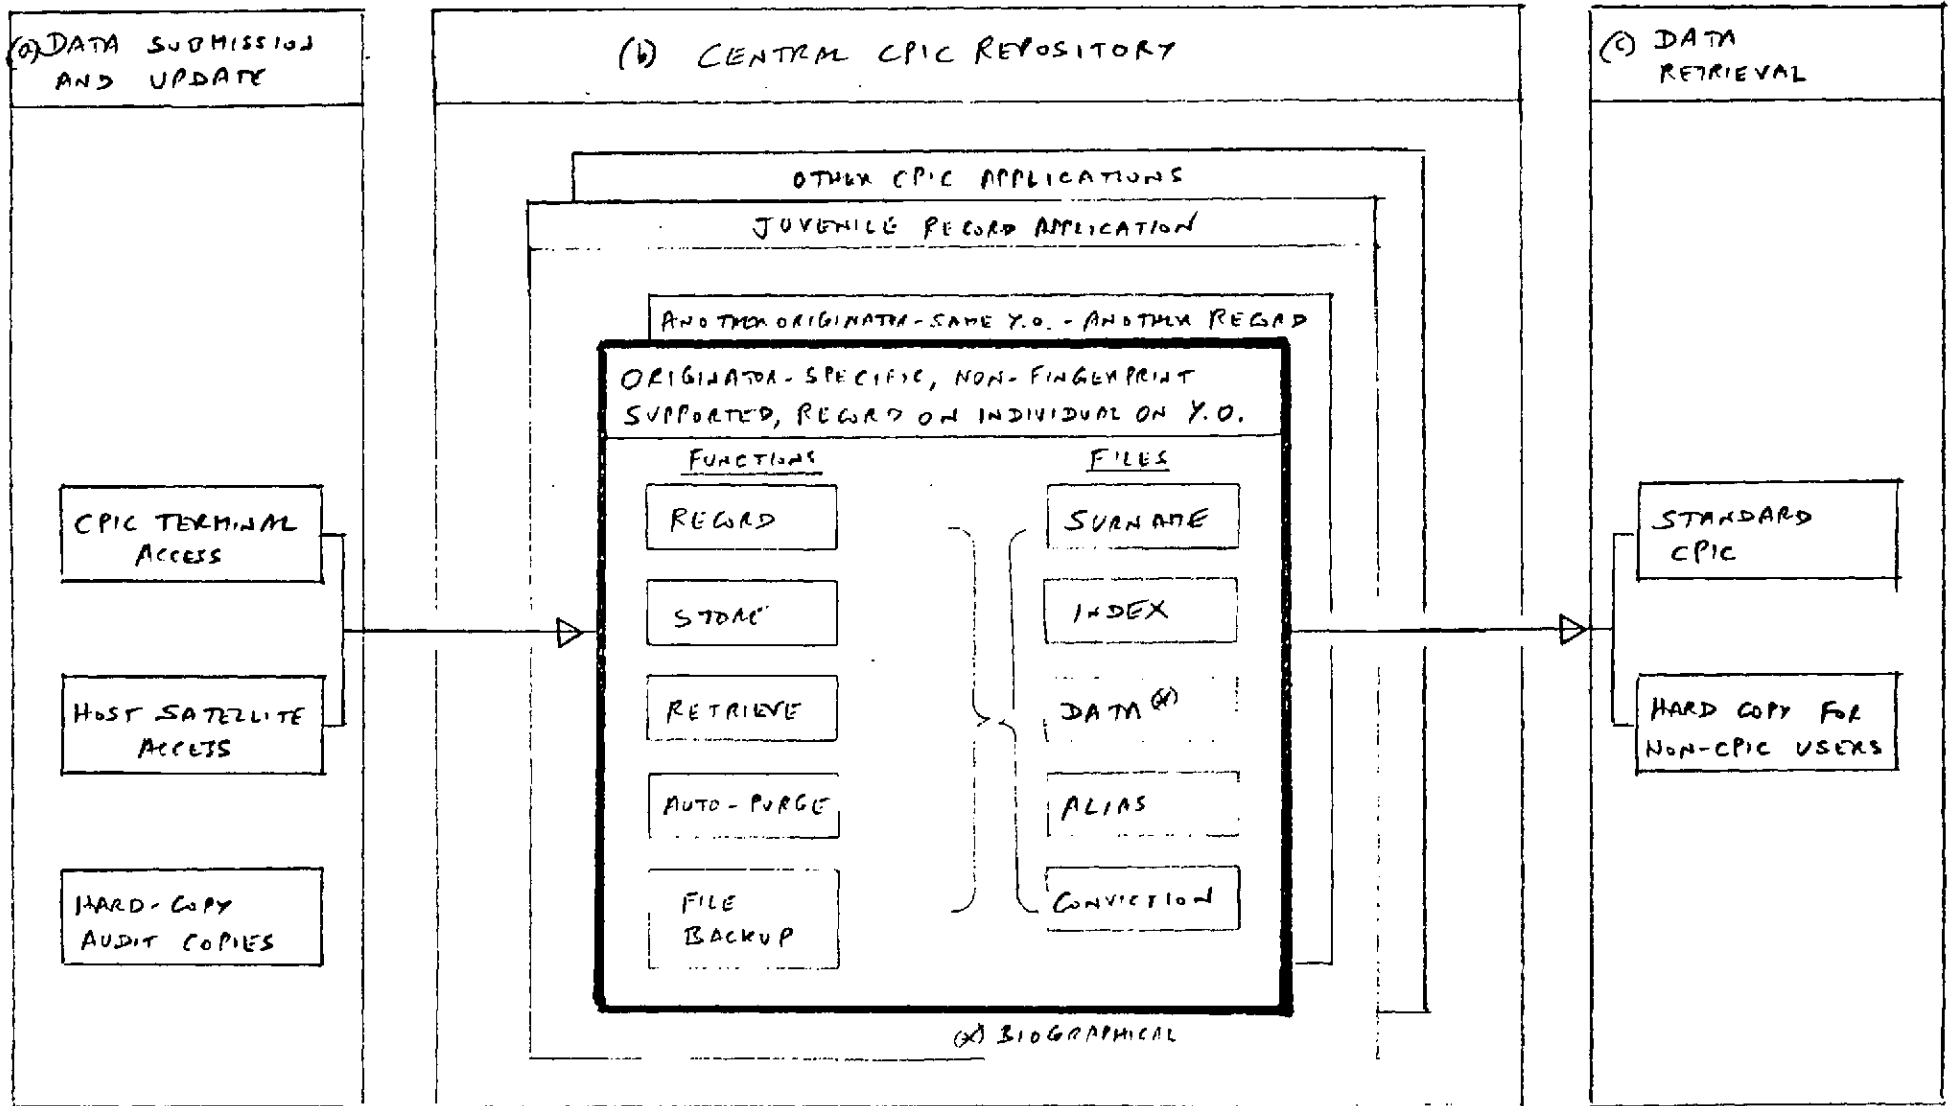 (a) DATA SUBMISSION
AND UPDATE
(b) CENTRAL CPIC REPOSITORY
(c) DATA
RETRIEVAL
OTHER CPIC APPLICATIONS
JUVENILE RECORD APPLICATION
ANOTHER ORIGINATOR - SAME Y.O. - ANOTHER RECORD
ORIGINATOR - SPECIFIC, NON-FINGERPRINT
SUPPORTED, RECORD ON INDIVIDUAL ON Y.O.
FUNCTIONS
FILES
CPIC TERMINAL
ACCESS
HOST SATELLITE
ACCESS
HARD-COPY
AUDIT COPIES
RECORD
STORE
RETRIEVE
AUTO-PURGE
FILE
BACKUP
SURNAME
INDEX
DATA (x)
ALIAS
CONVICTION
(x) BIOGRAPHICAL
STANDARD
CPIC
HARD COPY FOR
NON-CPIC USERS